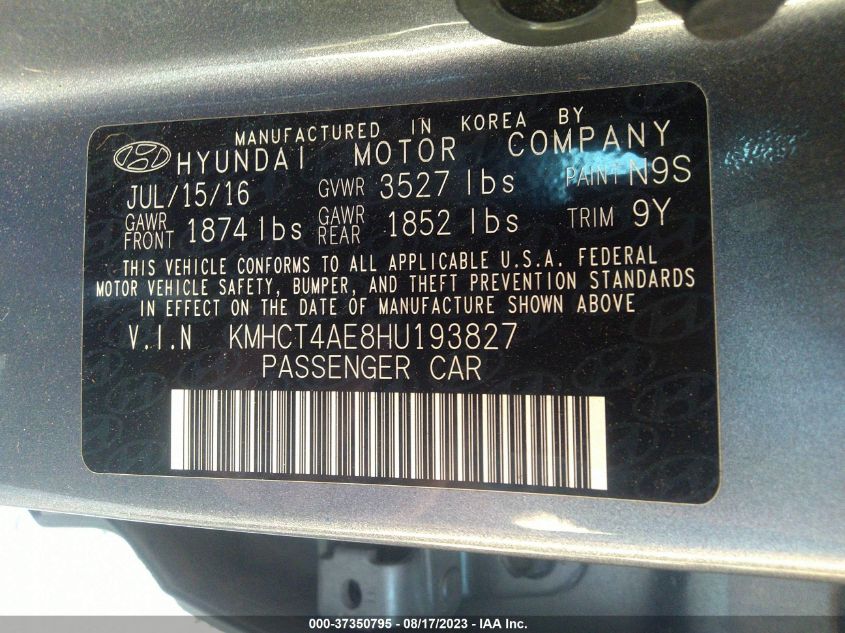 MANUFACTURED IN KOREA BY
HYUNDAI MOTOR COMPANY
JUL/15/16 GVWR 3527 lbs PAINT N9S
GAWR FRONT 1874 lbs GAWR REAR 1852 lbs TRIM 9Y
THIS VEHICLE CONFORMS TO ALL APPLICABLE U.S.A. FEDERAL
MOTOR VEHICLE SAFETY, BUMPER, AND THEFT PREVENTION STANDARDS
IN EFFECT ON THE DATE OF MANUFACTURE SHOWN ABOVE
V.I.N KMHCT4AE8HU193827
PASSENGER CAR
000-37350795 - 08/17/2023 - IAA Inc.